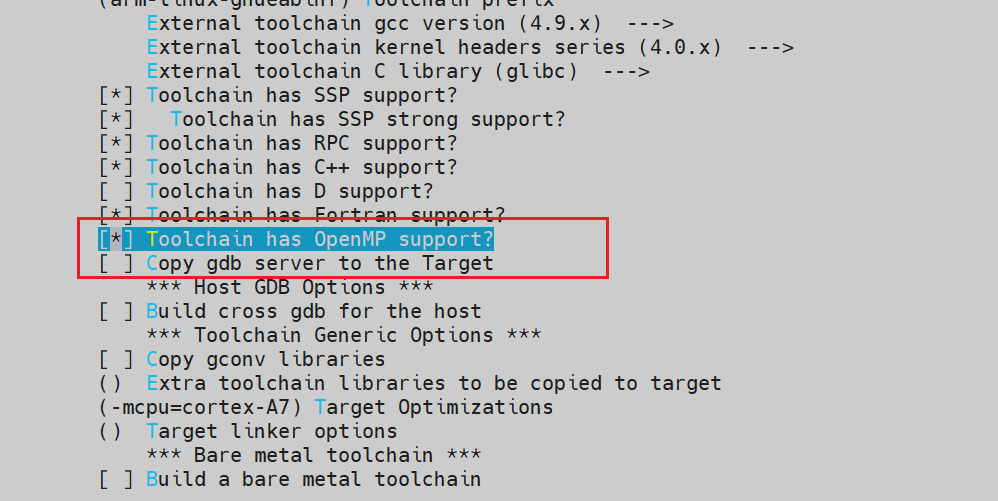 (arm-linux-gnueabihf) Toolchain prefix
External toolchain gcc version (4.9.x)  --->
External toolchain kernel headers series (4.0.x)  --->
External toolchain C library (glibc)  --->
[*] Toolchain has SSP support?
[*]   Toolchain has SSP strong support?
[*] Toolchain has RPC support?
[*] Toolchain has C++ support?
[ ] Toolchain has D support?
[*] Toolchain has Fortran support?
[*] Toolchain has OpenMP support?
[ ] Copy gdb server to the Target
*** Host GDB Options ***
[ ] Build cross gdb for the host
*** Toolchain Generic Options ***
[ ] Copy gconv libraries
()  Extra toolchain libraries to be copied to target
(-mcpu=cortex-A7) Target Optimizations
()  Target linker options
*** Bare metal toolchain ***
[ ] Build a bare metal toolchain